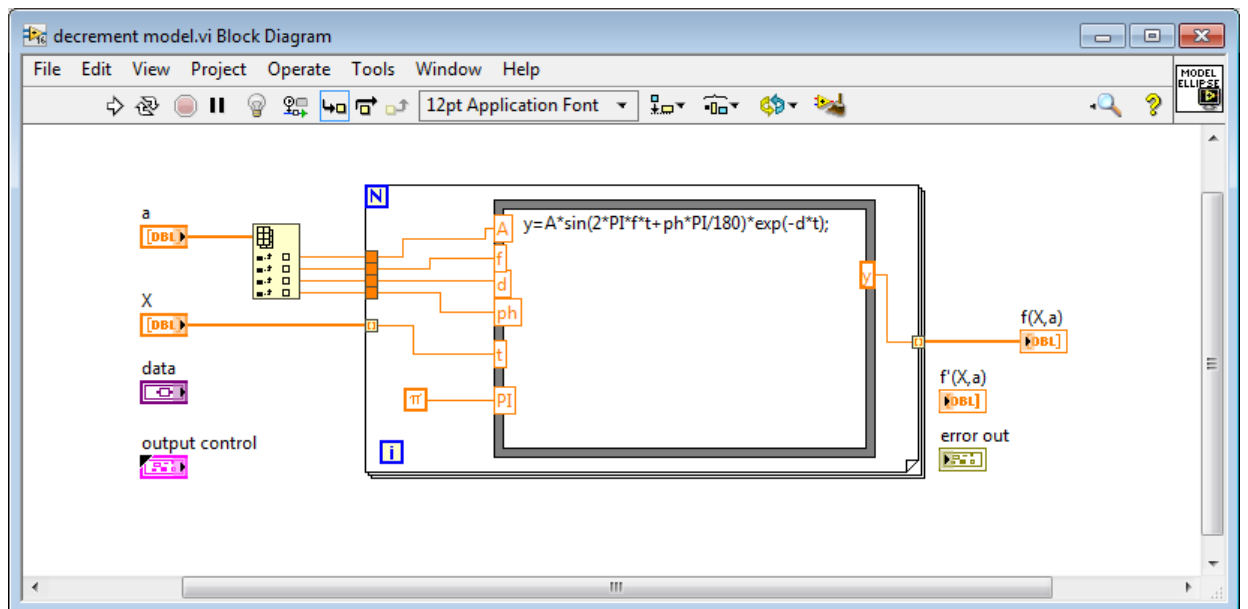 decrement model.vi Block Diagram
File Edit View Project Operate Tools Window Help
MODEL
ELLIPSE
12pt Application Font
N
a
[DBL]
A
y=A*sin(2*PI*f*t+ph*PI/180)*exp(-d*t);
f
d
y
X
[DBL]
ph
f(X,a)
DBL]
t
data
f'(X,a)
π
PI
DBL]
output control
i
error out